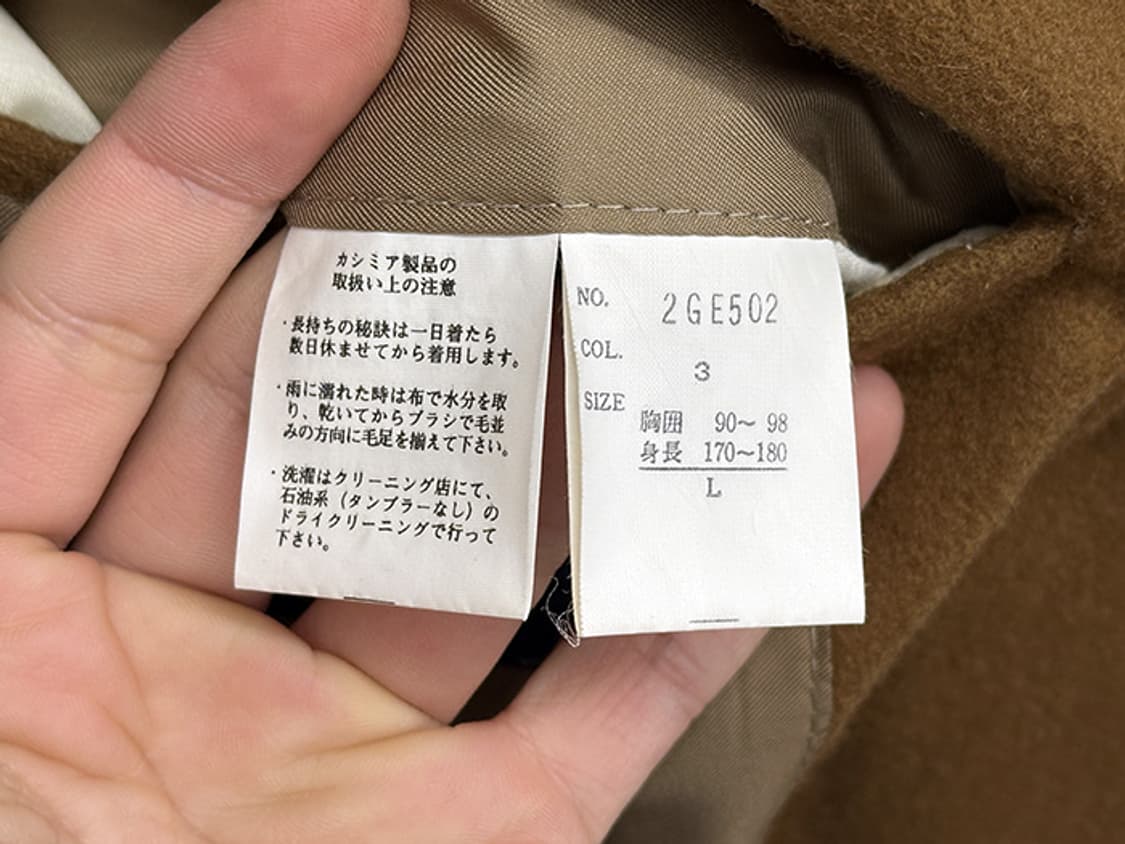 カシミア製品の
取扱い上の注意
・長持ちの秘訣は一日着たら
数日休ませてから着用します。
・雨に濡れた時は布で水分を取
り、乾いてからブラシで毛並
みの方向に毛足を揃えて下さい。
・洗濯はクリーニング店にて、
石油系（タンブラーなし）の
ドライクリーニングで行って
下さい。
NO. 2GE502
COL. 3
SIZE
胸囲 90〜 98
身長 170〜180
L